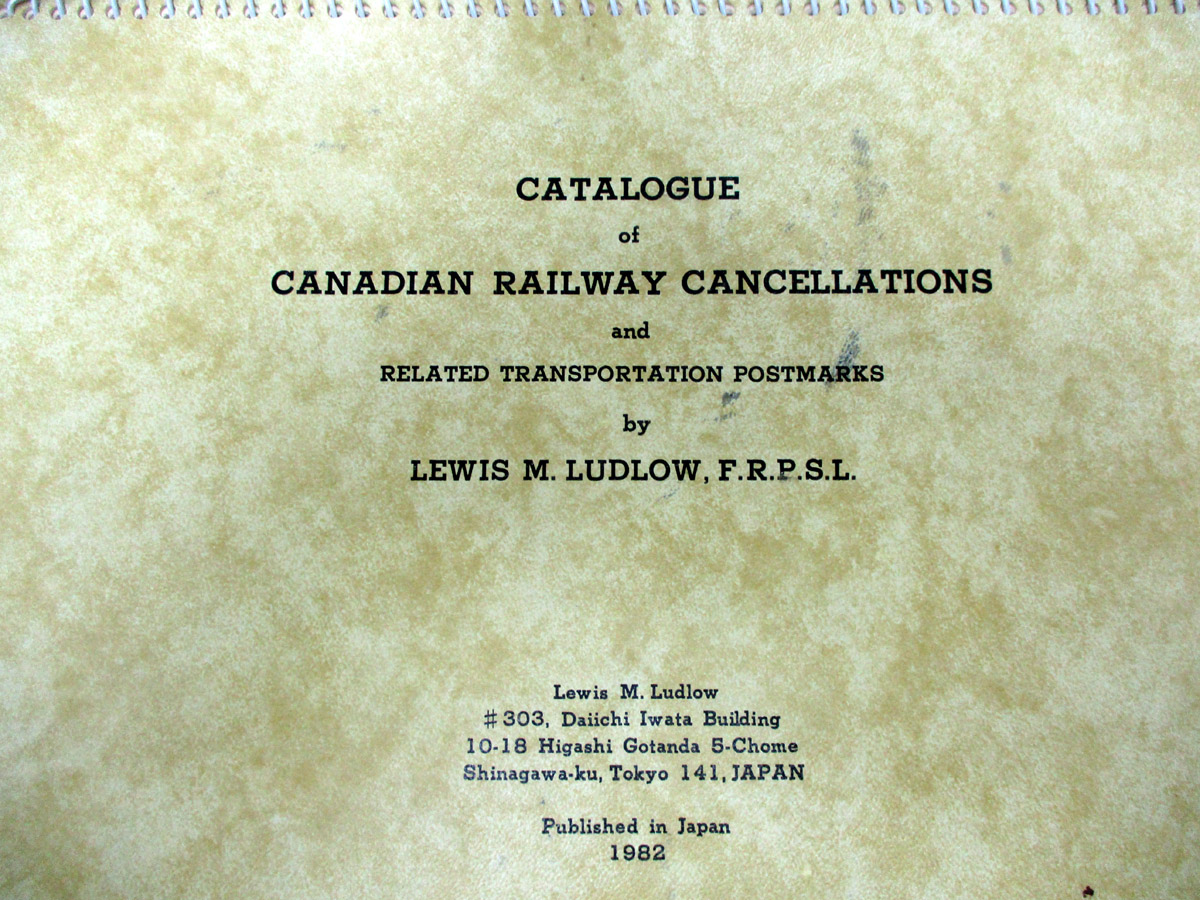 CATALOGUE
of
CANADIAN RAILWAY CANCELLATIONS
and
RELATED TRANSPORTATION POSTMARKS
by
LEWIS M. LUDLOW, F.R.P.S.L.
Lewis M. Ludlow
#303, Daiichi Iwata Building
10-18 Higashi Gotanda 5-Chome
Shinagawa-ku, Tokyo 141, JAPAN
Published in Japan
1982